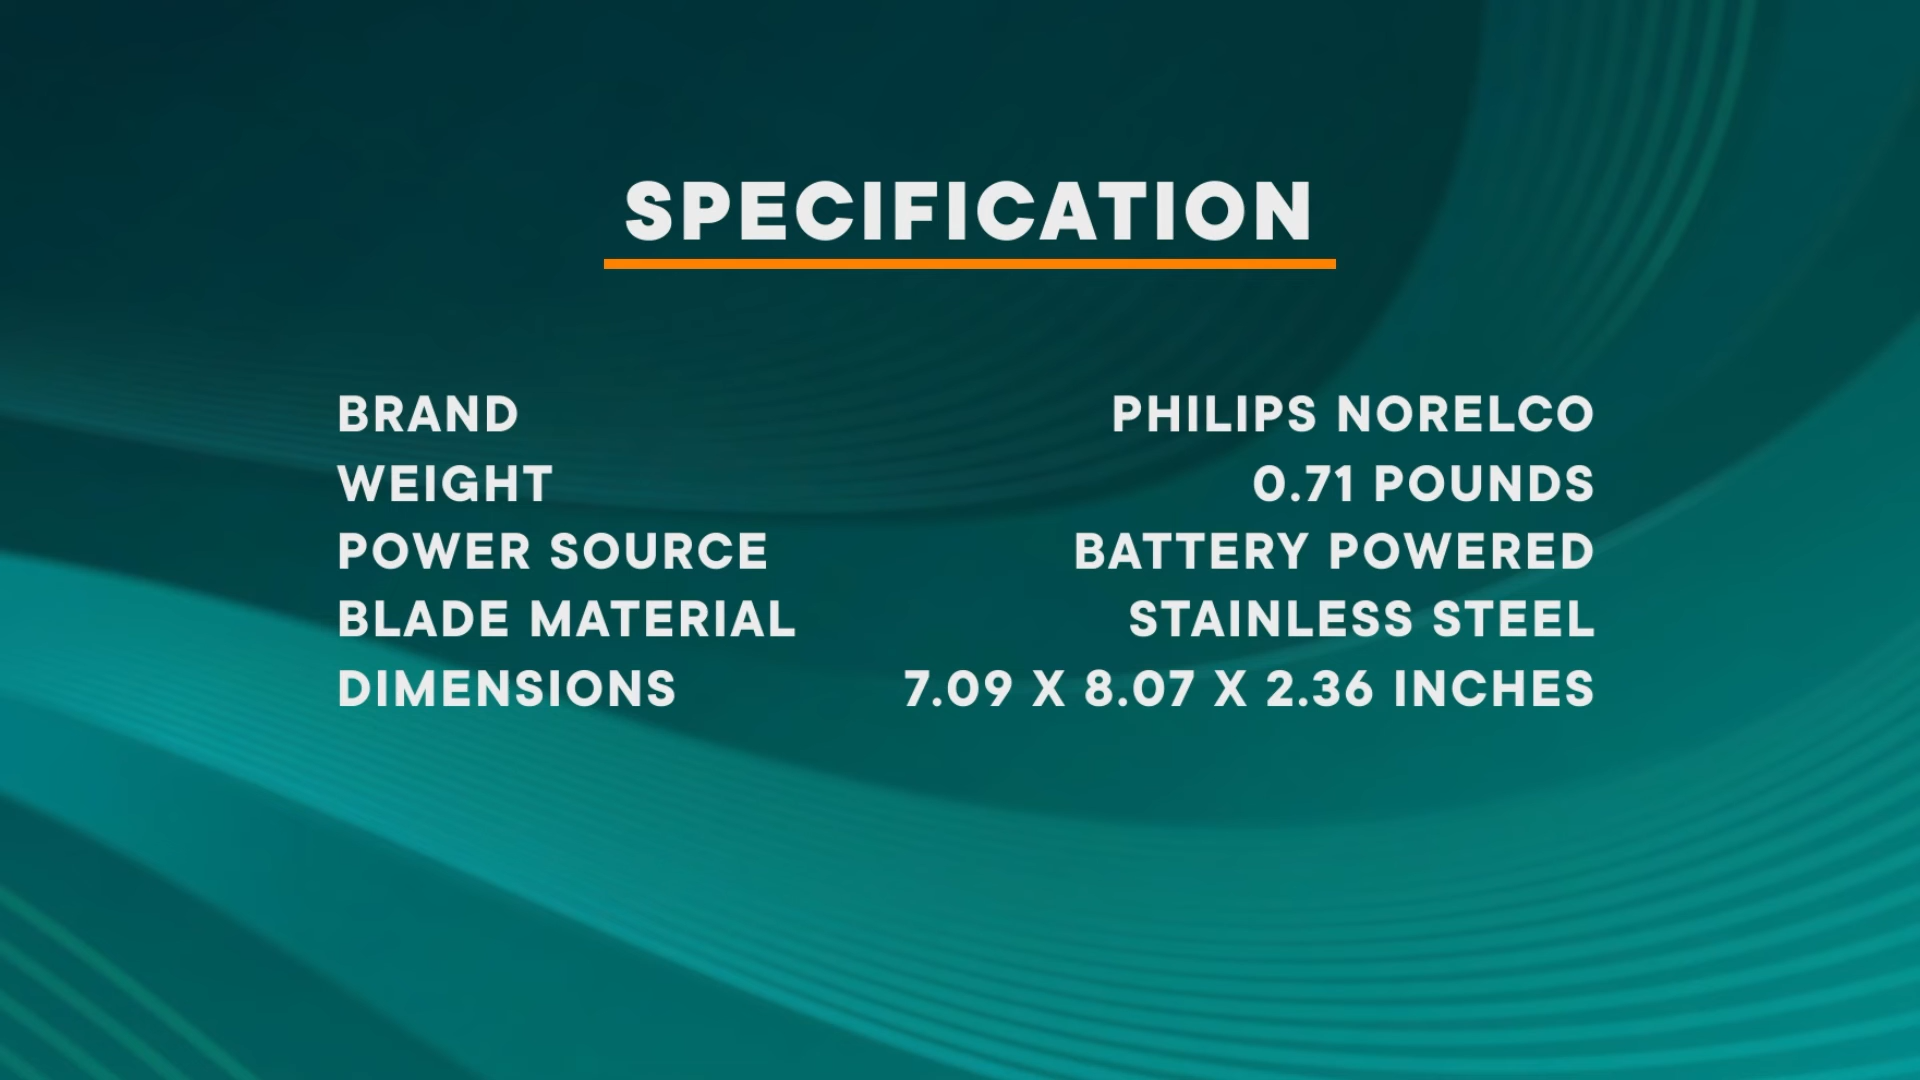 SPECIFICATION
BRAND PHILIPS NORELCO
WEIGHT 0.71 POUNDS
POWER SOURCE BATTERY POWERED
BLADE MATERIAL STAINLESS STEEL
DIMENSIONS 7.09 X 8.07 X 2.36 INCHES